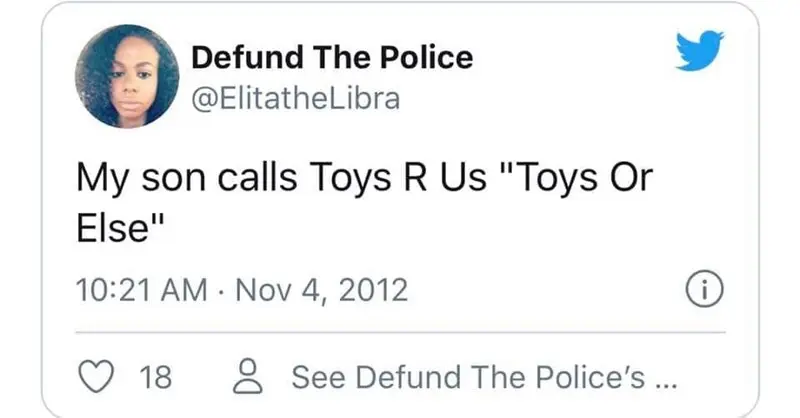 Defund The Police
@ElitatheLibra
My son calls Toys R Us "Toys Or
Else"
10:21 AM · Nov 4, 2012
18
See Defund The Police’s ...